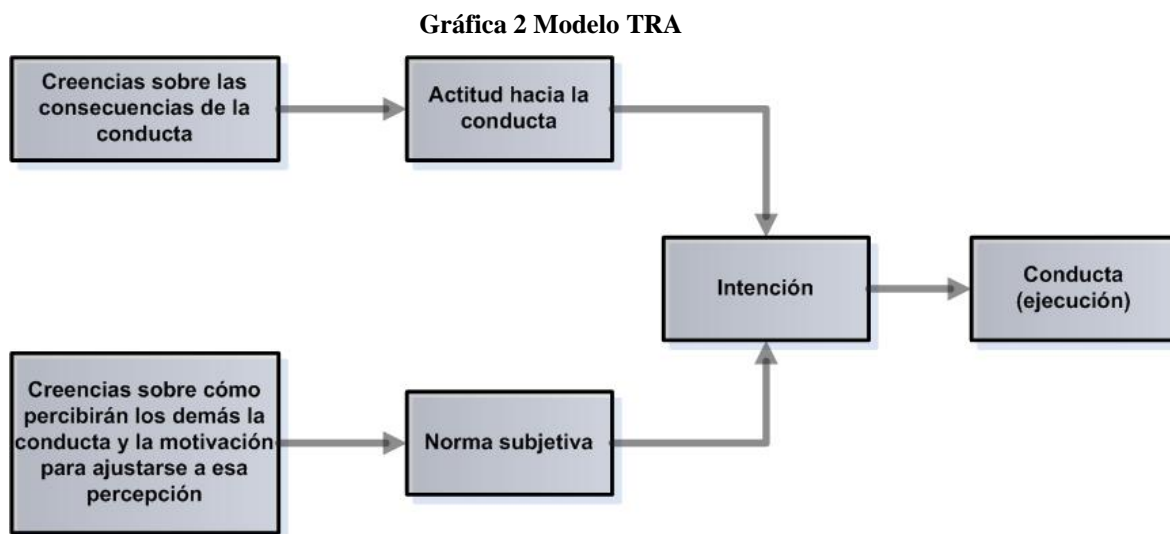 Gráfica 2 Modelo TRA
Creencias sobre las
consecuencias de la
conducta
Actitud hacia la
conducta
Intención
Conducta
(ejecución)
Creencias sobre cómo
percibirán los demás la
conducta y la motivación
para ajustarse a esa
percepción
Norma subjetiva